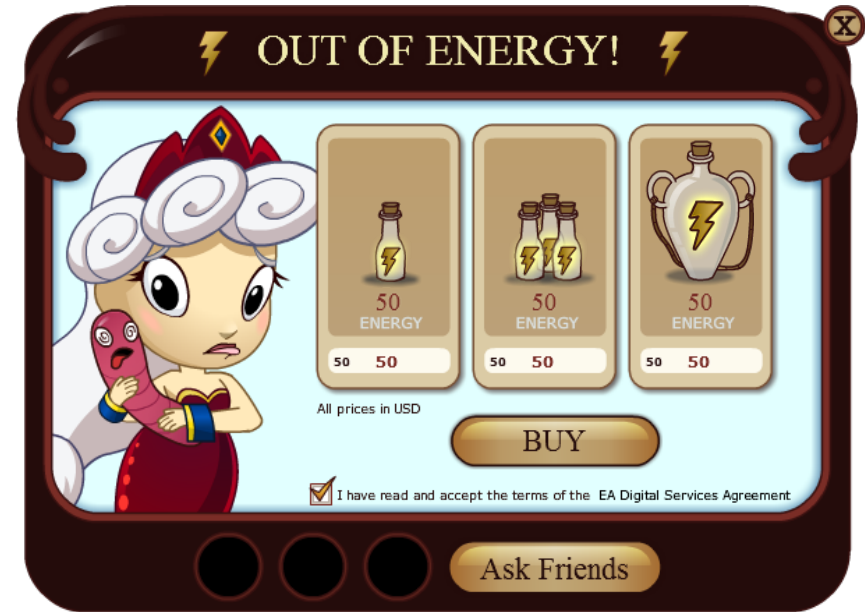 X
OUT OF ENERGY!
50
ENERGY
50 50
50
ENERGY
50 50
50
ENERGY
50 50
All prices in USD
BUY
I have read and accept the terms of the EA Digital Services Agreement
Ask Friends